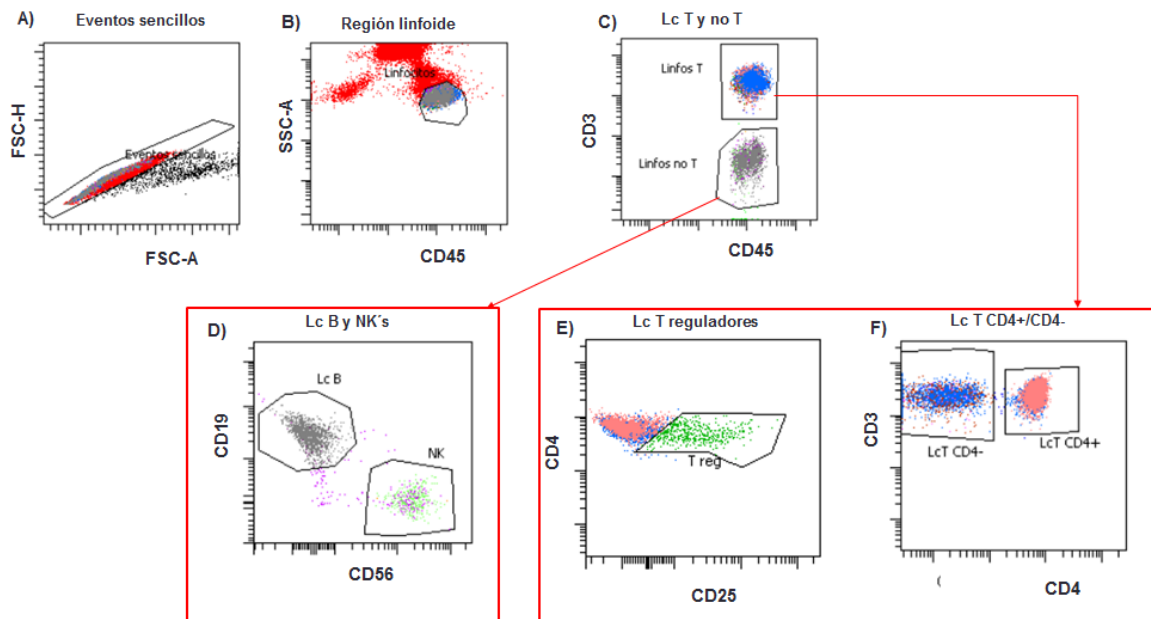 A)
Eventos sencillos
FSC-H
Eventos sencillos
FSC-A
B)
Región linfoide
SSC-A
Linfocitos
CD45
C)
Lc T y no T
CD3
Linfos T
Linfos no T
CD45
D)
Lc B y NK´s
CD19
Lc B
NK
CD56
E)
Lc T reguladores
CD4
T reg
CD25
F)
Lc T CD4+/CD4-
CD3
LcT CD4-
LcT CD4+
(
CD4